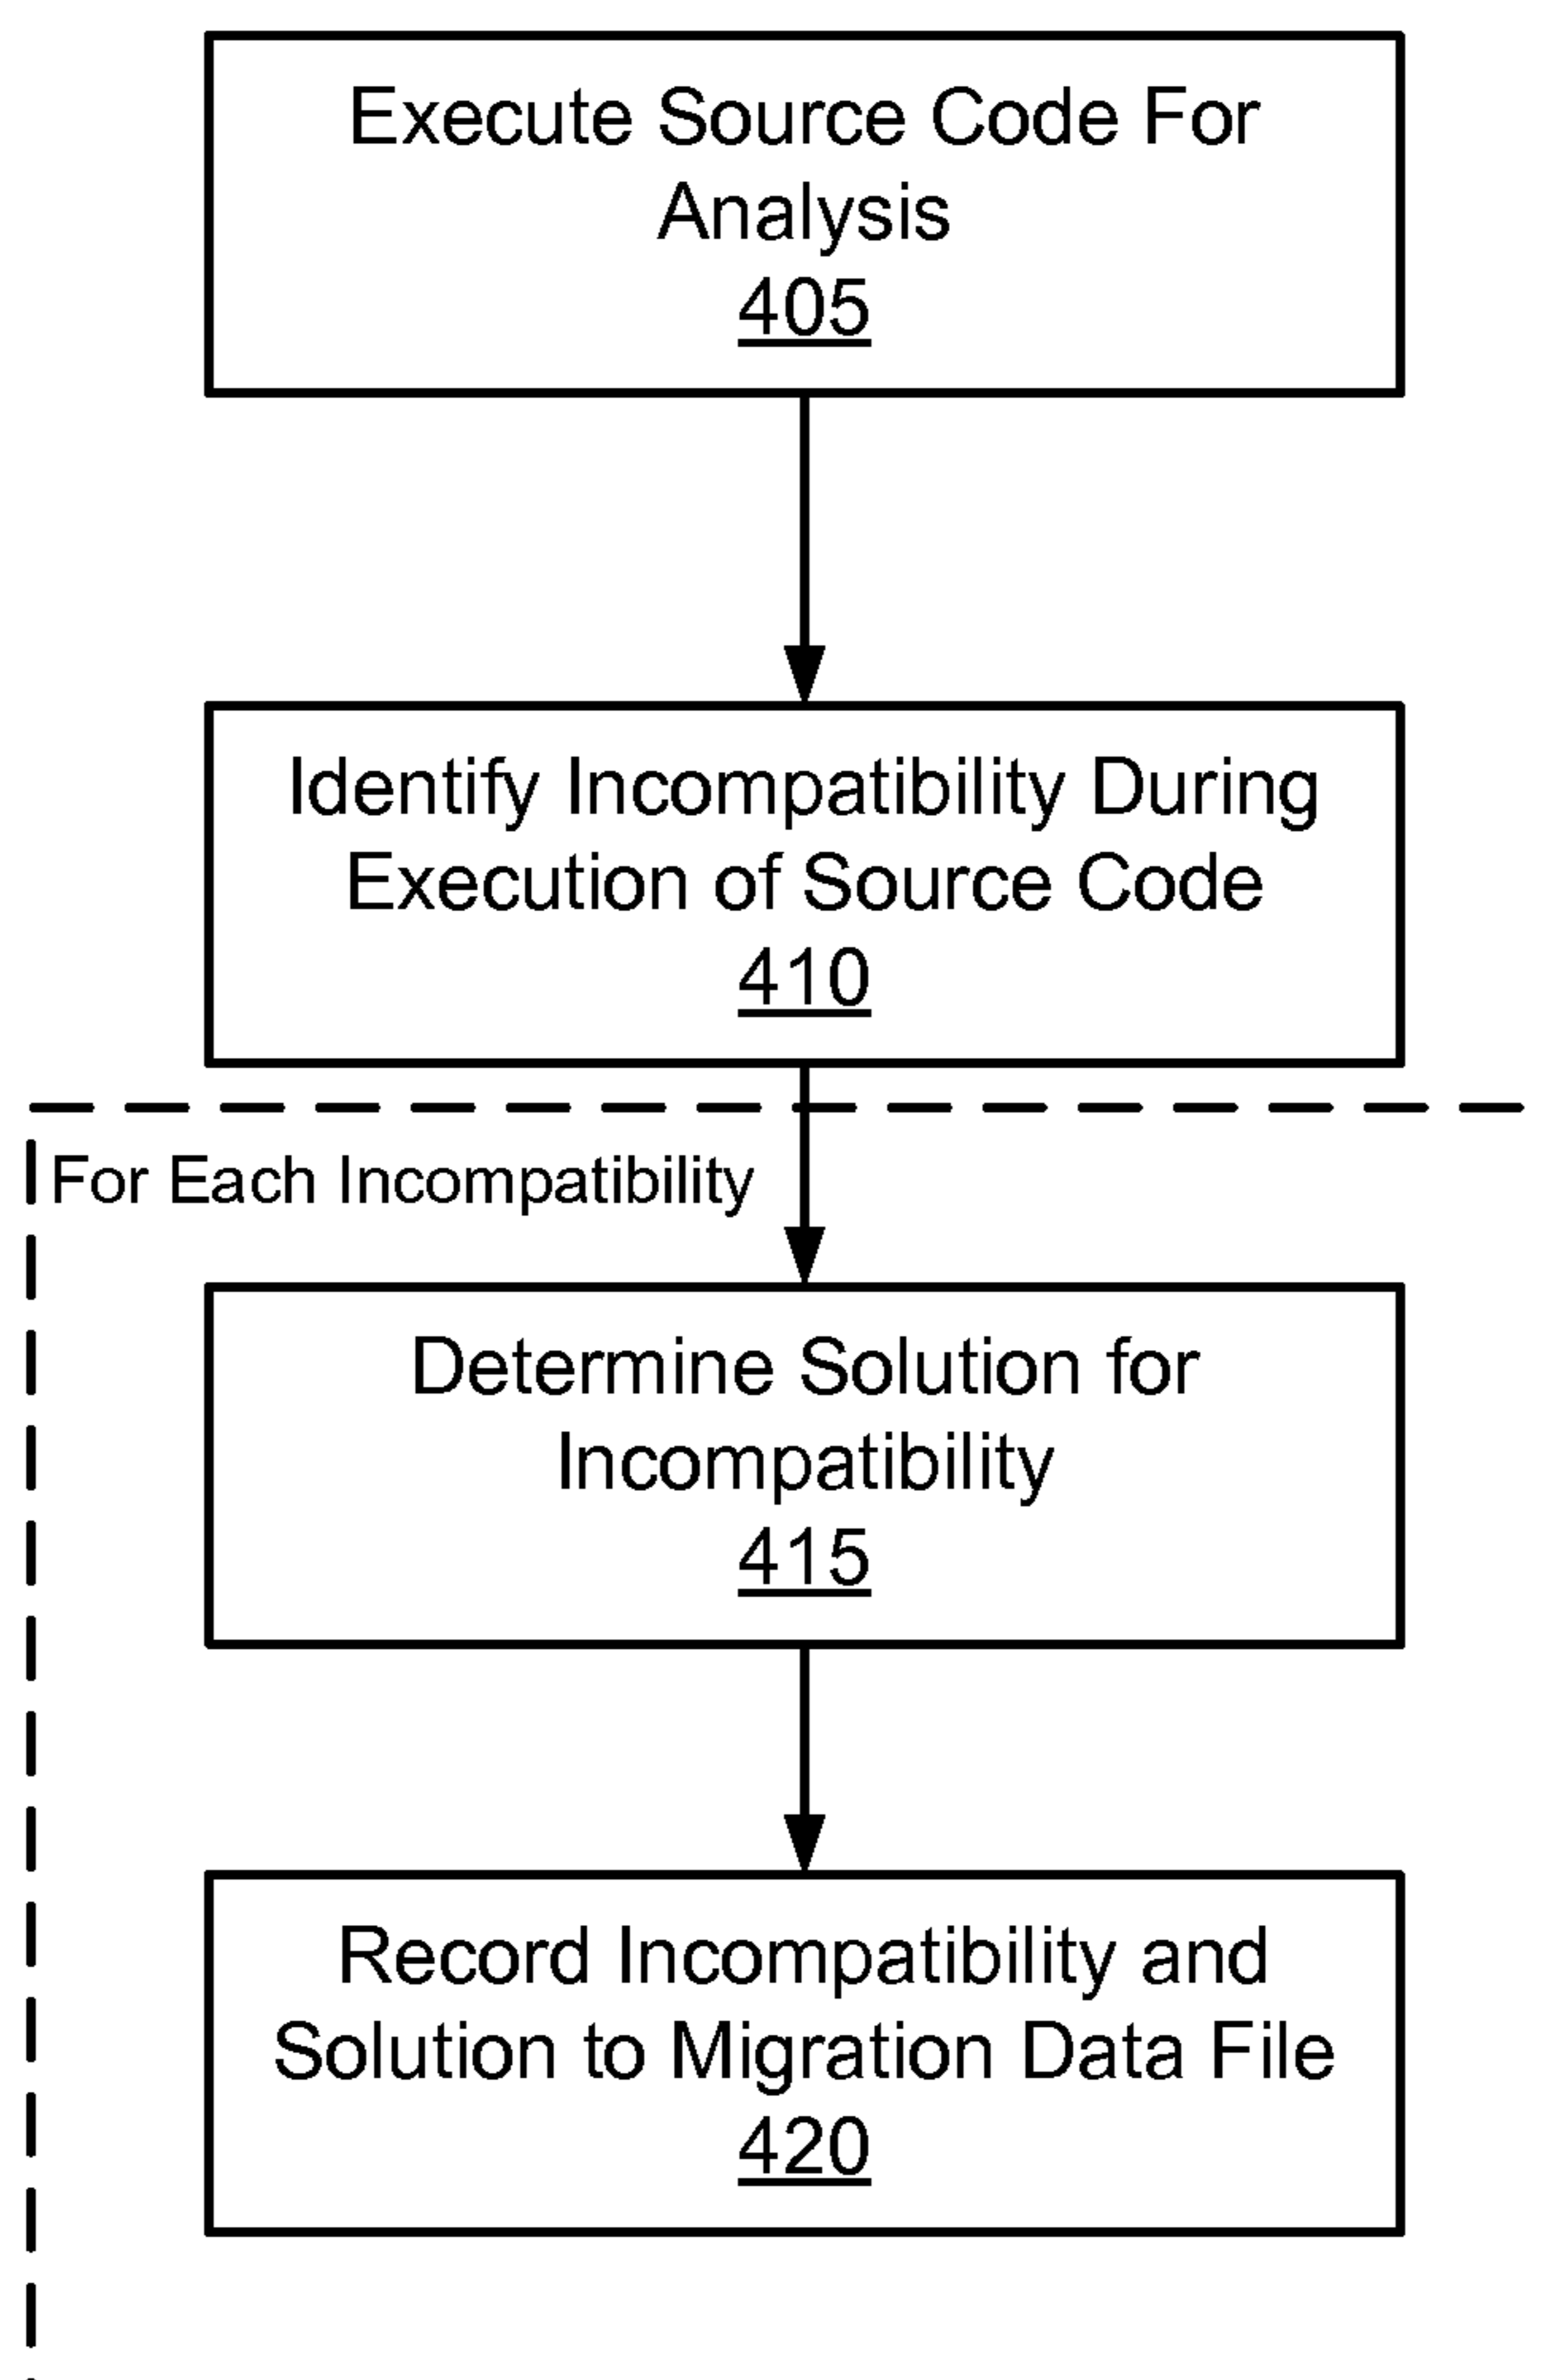 Execute Source Code For
Analysis
405
Identify Incompatibility During
Execution of Source Code
410
For Each Incompatibility
Determine Solution for
Incompatibility
415
Record Incompatibility and
Solution to Migration Data File
420